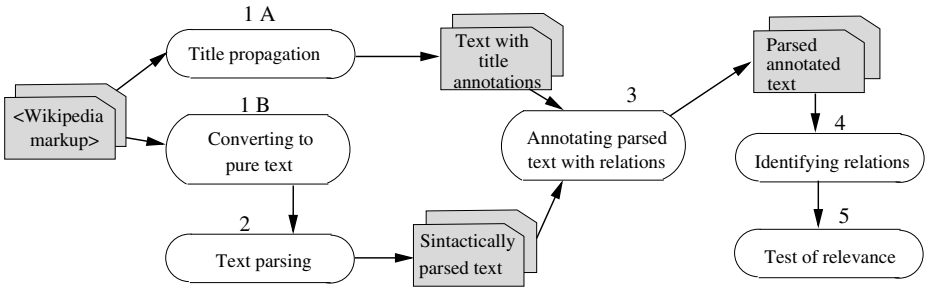 1 A
Title propagation
Text with
title
annotations
Parsed
annotated
text
<Wikipedia
markup>
1 B
Converting to
pure text
3
Annotating parsed
text with relations
4
Identifying relations
2
Text parsing
Sintactically
parsed text
5
Test of relevance